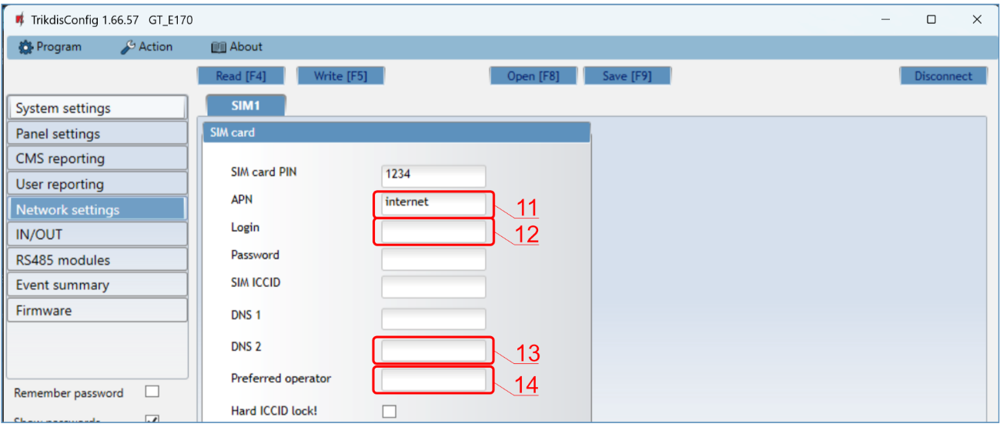 TrikdisConfig 1.66.57 GT_E170
Program Action About
Read [F4] Write [F5] Open [F8] Save [F9] Disconnect
System settings
Panel settings
CMS reporting
User reporting
Network settings
IN/OUT
RS485 modules
Event summary
Firmware
Remember password
Show passwords
SIM1
SIM card
SIM card PIN 1234
APN internet 11
Login 12
Password
SIM ICCID
DNS 1
DNS 2 13
Preferred operator 14
Hard ICCID lock!